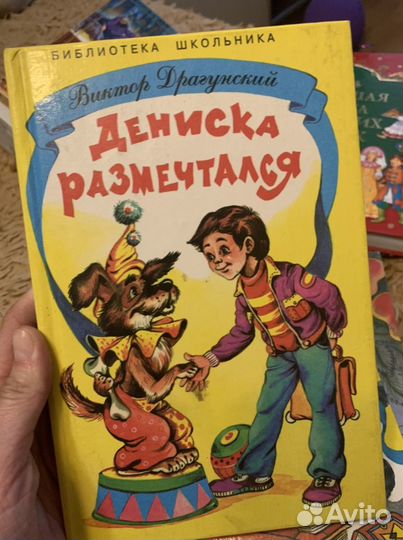 БИБЛИОТЕКА ШКОЛЬНИКА
Виктор Драгунский
ДЕНИСКА
РАЗМЕЧТАЛСЯ
Avito